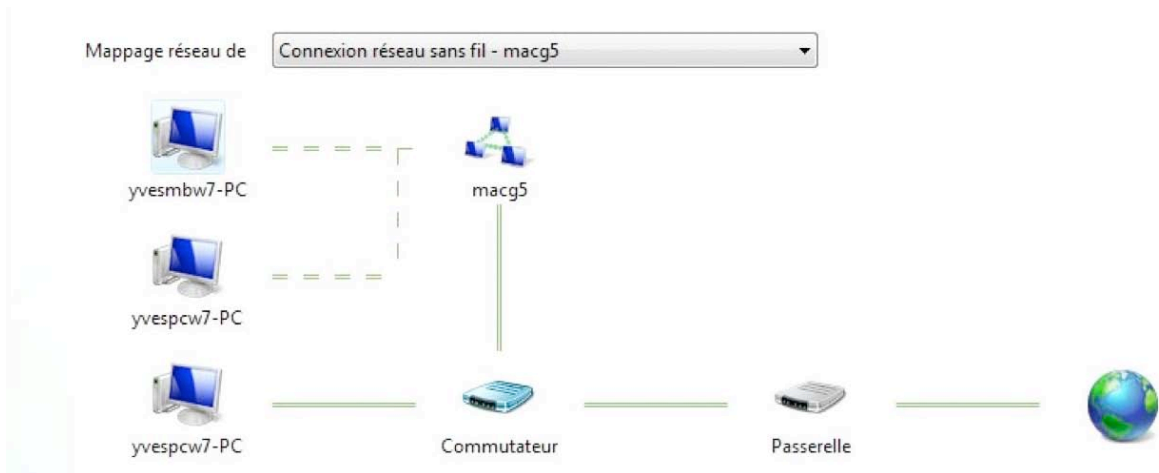 Mappage réseau de Connexion réseau sans fil - macg5
yvesmbw7-PC macg5
yvespcw7-PC
yvespcw7-PC Commutateur Passerelle